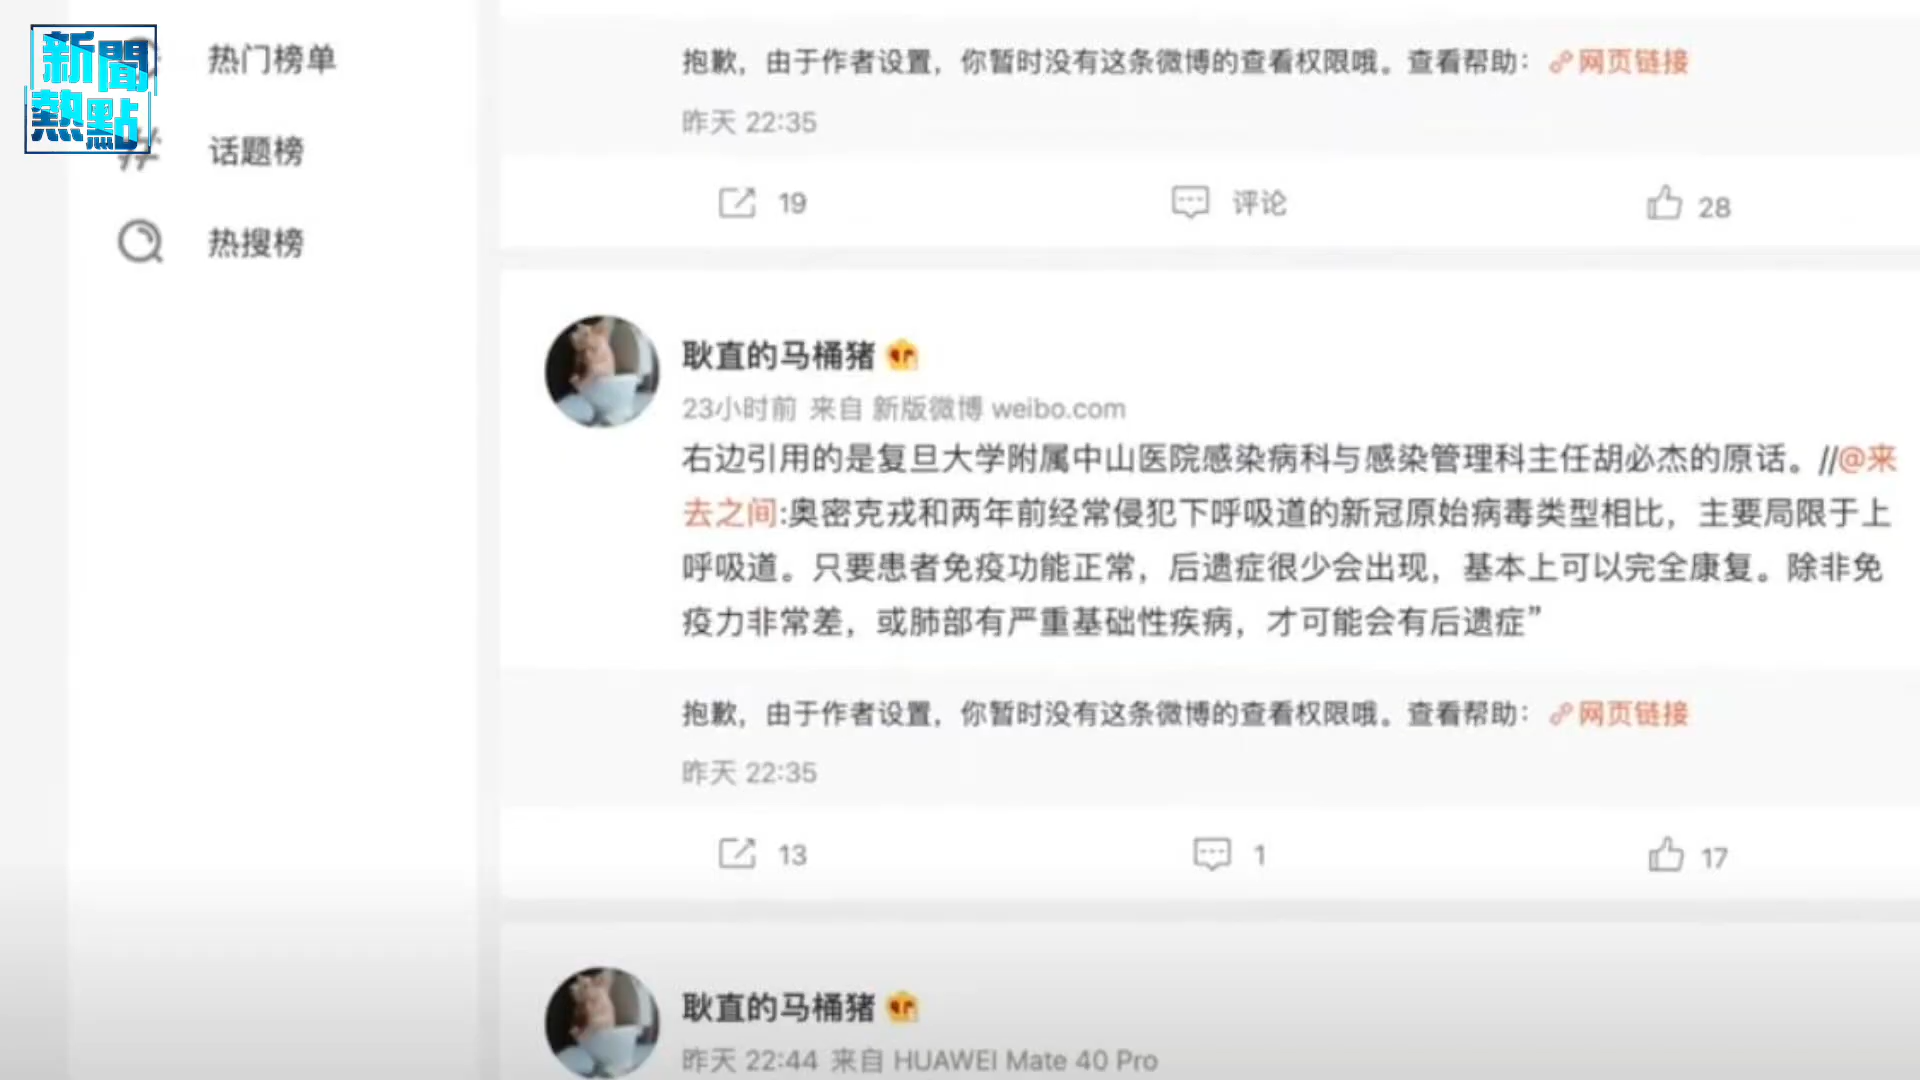 新聞
熱點
热门榜单
话题榜
热搜榜
抱歉，由于作者设置，你暂时没有这条微博的查看权限哦。查看帮助： 网页链接
昨天 22:35
19
评论
28
耿直的马桶猪
23小时前 来自 新版微博 weibo.com
右边引用的是复旦大学附属中山医院感染病科与感染管理科主任胡必杰的原话。//@来
去之间:奥密克戎和两年前经常侵犯下呼吸道的新冠原始病毒类型相比，主要局限于上
呼吸道。只要患者免疫功能正常，后遗症很少会出现，基本上可以完全康复。除非免
疫力非常差，或肺部有严重基础性疾病，才可能会有后遗症”
抱歉，由于作者设置，你暂时没有这条微博的查看权限哦。查看帮助： 网页链接
昨天 22:35
13
1
17
耿直的马桶猪
昨天 22:44 来自 HUAWEI Mate 40 Pro